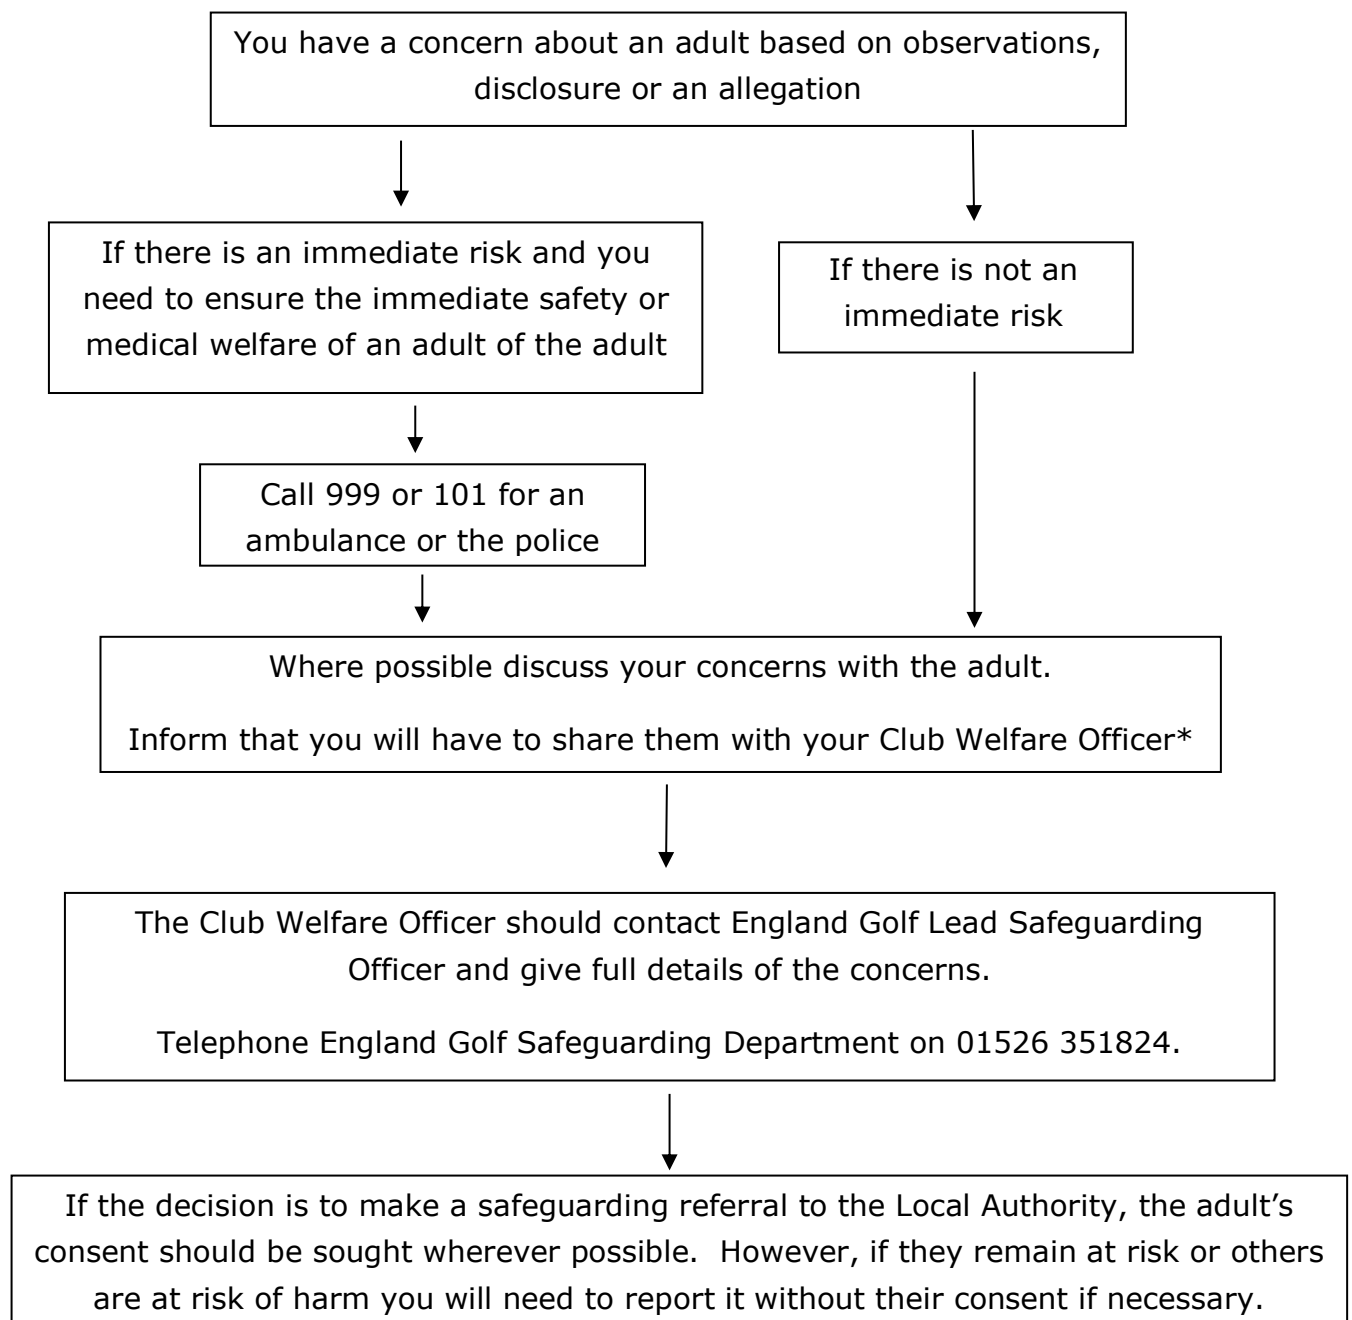 You have a concern about an adult based on observations,
disclosure or an allegation
If there is an immediate risk and you
need to ensure the immediate safety or
medical welfare of an adult of the adult
If there is not an
immediate risk
Call 999 or 101 for an
ambulance or the police
Where possible discuss your concerns with the adult.
Inform that you will have to share them with your Club Welfare Officer*
The Club Welfare Officer should contact England Golf Lead Safeguarding
Officer and give full details of the concerns.
Telephone England Golf Safeguarding Department on 01526 351824.
If the decision is to make a safeguarding referral to the Local Authority, the adult’s
consent should be sought wherever possible.  However, if they remain at risk or others
are at risk of harm you will need to report it without their consent if necessary.